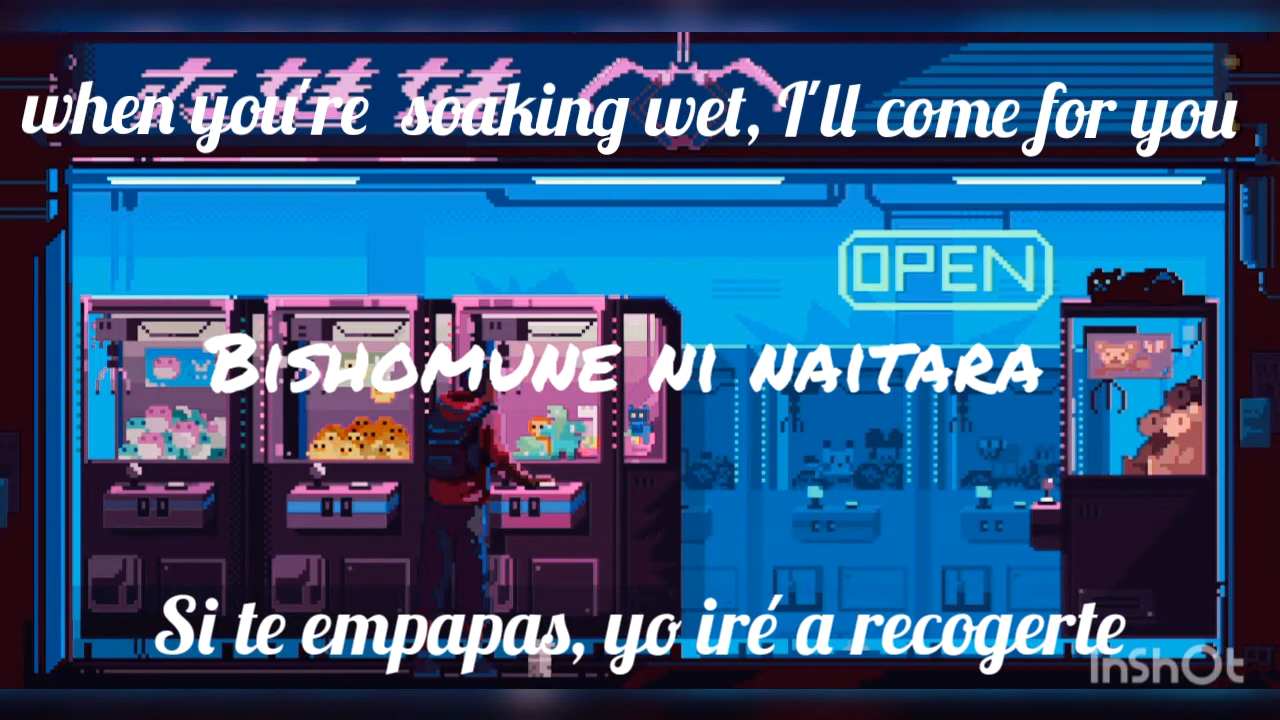 when you're soaking wet, I'll come for you
OPEN
Bishomune ni naitara
Si te empapas, yo iré a recogerte
InShOt